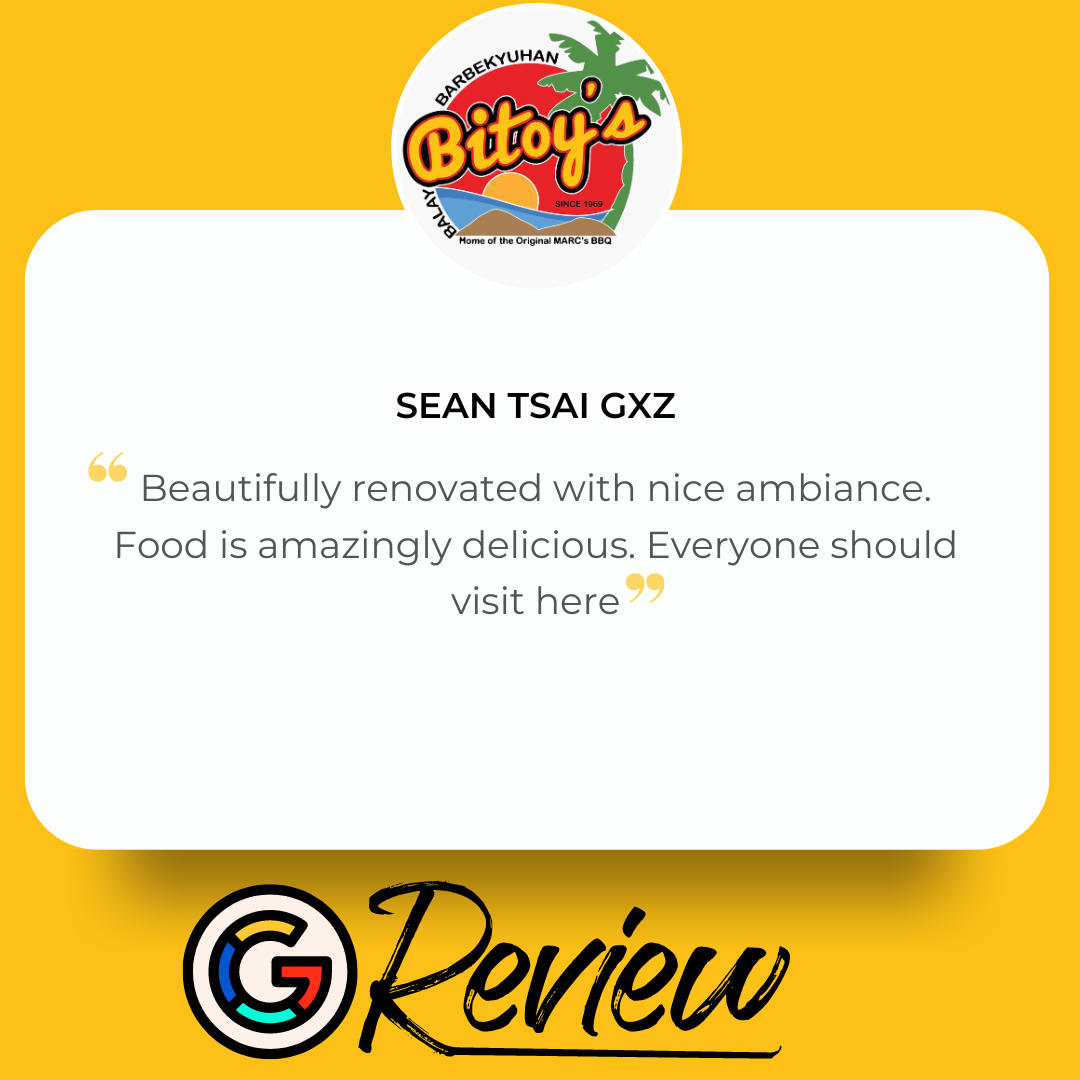 BARBEKYUHAN
Bitoy's
BALAY
SINCE 1969
Home of the Original MARC's BBQ
SEAN TSAI GXZ
“ Beautifully renovated with nice ambiance.
Food is amazingly delicious. Everyone should
visit here ”
G Review